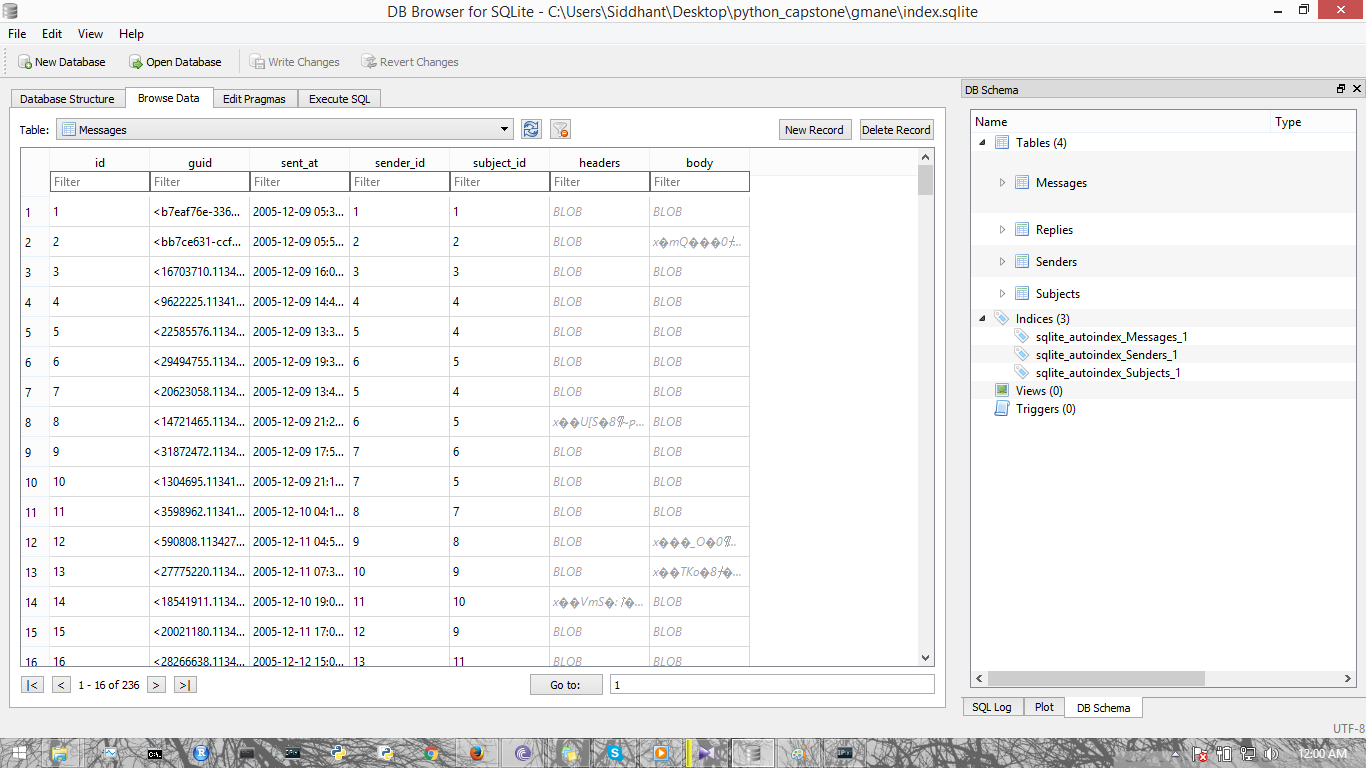 DB Browser for SQLite - C:\Users\Siddhant\Desktop\python_capstone\gmane\index.sqlite
File Edit View Help
New Database Open Database Write Changes Revert Changes
Database Structure Browse Data Edit Pragmas Execute SQL
Table: Messages New Record Delete Record
id guid sent_at sender_id subject_id headers body
Filter Filter Filter Filter Filter Filter Filter
1 1 <b7eaf76e-336... 2005-12-09 05:3... 1 1 BLOB BLOB
2 2 <bb7ce631-ccf... 2005-12-09 05:5... 2 2 BLOB
3 3 <16703710.1134... 2005-12-09 16:0... 3 3 BLOB BLOB
4 4 <9622225.11341... 2005-12-09 14:4... 4 4 BLOB BLOB
5 5 <22585576.1134... 2005-12-09 13:3... 5 4 BLOB BLOB
6 6 <29494755.1134... 2005-12-09 19:3... 6 5 BLOB BLOB
7 7 <20623058.1134... 2005-12-09 13:4... 5 4 BLOB BLOB
8 8 <14721465.1134... 2005-12-09 21:2... 6 5 BLOB
9 9 <31872472.1134... 2005-12-09 17:5... 7 6 BLOB BLOB
10 10 <1304695.11341... 2005-12-09 21:1... 7 5 BLOB BLOB
11 11 <3598962.11341... 2005-12-10 04:1... 8 7 BLOB BLOB
12 12 <590808.113427... 2005-12-11 04:5... 9 8 BLOB
13 13 <27775220.1134... 2005-12-11 07:3... 10 9 BLOB
14 14 <18541911.1134... 2005-12-10 19:0... 11 10 BLOB
15 15 <20021180.1134... 2005-12-11 17:0... 12 9 BLOB BLOB
16 16 <28266638.1134... 2005-12-12 15:0... 13 11 BLOB BLOB
|< < 1 - 16 of 236 > >| Go to: 1
DB Schema
Name Type
Tables (4)
Messages
Replies
Senders
Subjects
Indices (3)
sqlite_autoindex_Messages_1
sqlite_autoindex_Senders_1
sqlite_autoindex_Subjects_1
Views (0)
Triggers (0)
SQL Log Plot DB Schema
UTF-8
12:00 AM